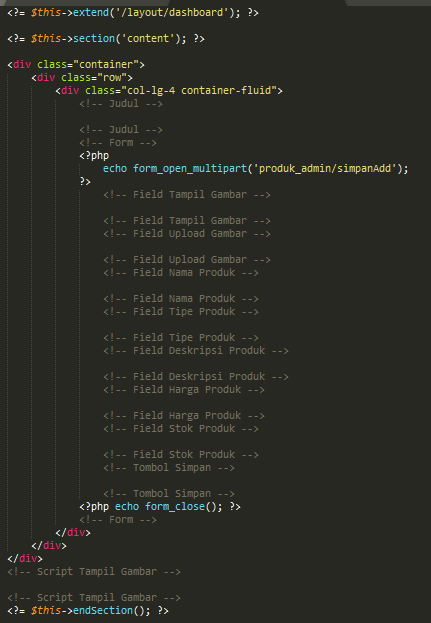 <?= $this->extend('/layout/dashboard'); ?>
<?= $this->section('content'); ?>
<div class="container">
<div class="row">
<div class="col-lg-4 container-fluid">
<!-- Judul -->
<!-- Judul -->
<!-- Form -->
<?php
echo form_open_multipart('produk_admin/simpanAdd');
?>
<!-- Field Tampil Gambar -->
<!-- Field Tampil Gambar -->
<!-- Field Upload Gambar -->
<!-- Field Upload Gambar -->
<!-- Field Nama Produk -->
<!-- Field Nama Produk -->
<!-- Field Tipe Produk -->
<!-- Field Tipe Produk -->
<!-- Field Deskripsi Produk -->
<!-- Field Deskripsi Produk -->
<!-- Field Harga Produk -->
<!-- Field Harga Produk -->
<!-- Field Stok Produk -->
<!-- Field Stok Produk -->
<!-- Tombol Simpan -->
<!-- Tombol Simpan -->
<?php echo form_close(); ?>
<!-- Form -->
</div>
</div>
</div>
<!-- Script Tampil Gambar -->
<!-- Script Tampil Gambar -->
<?= $this->endSection(); ?>